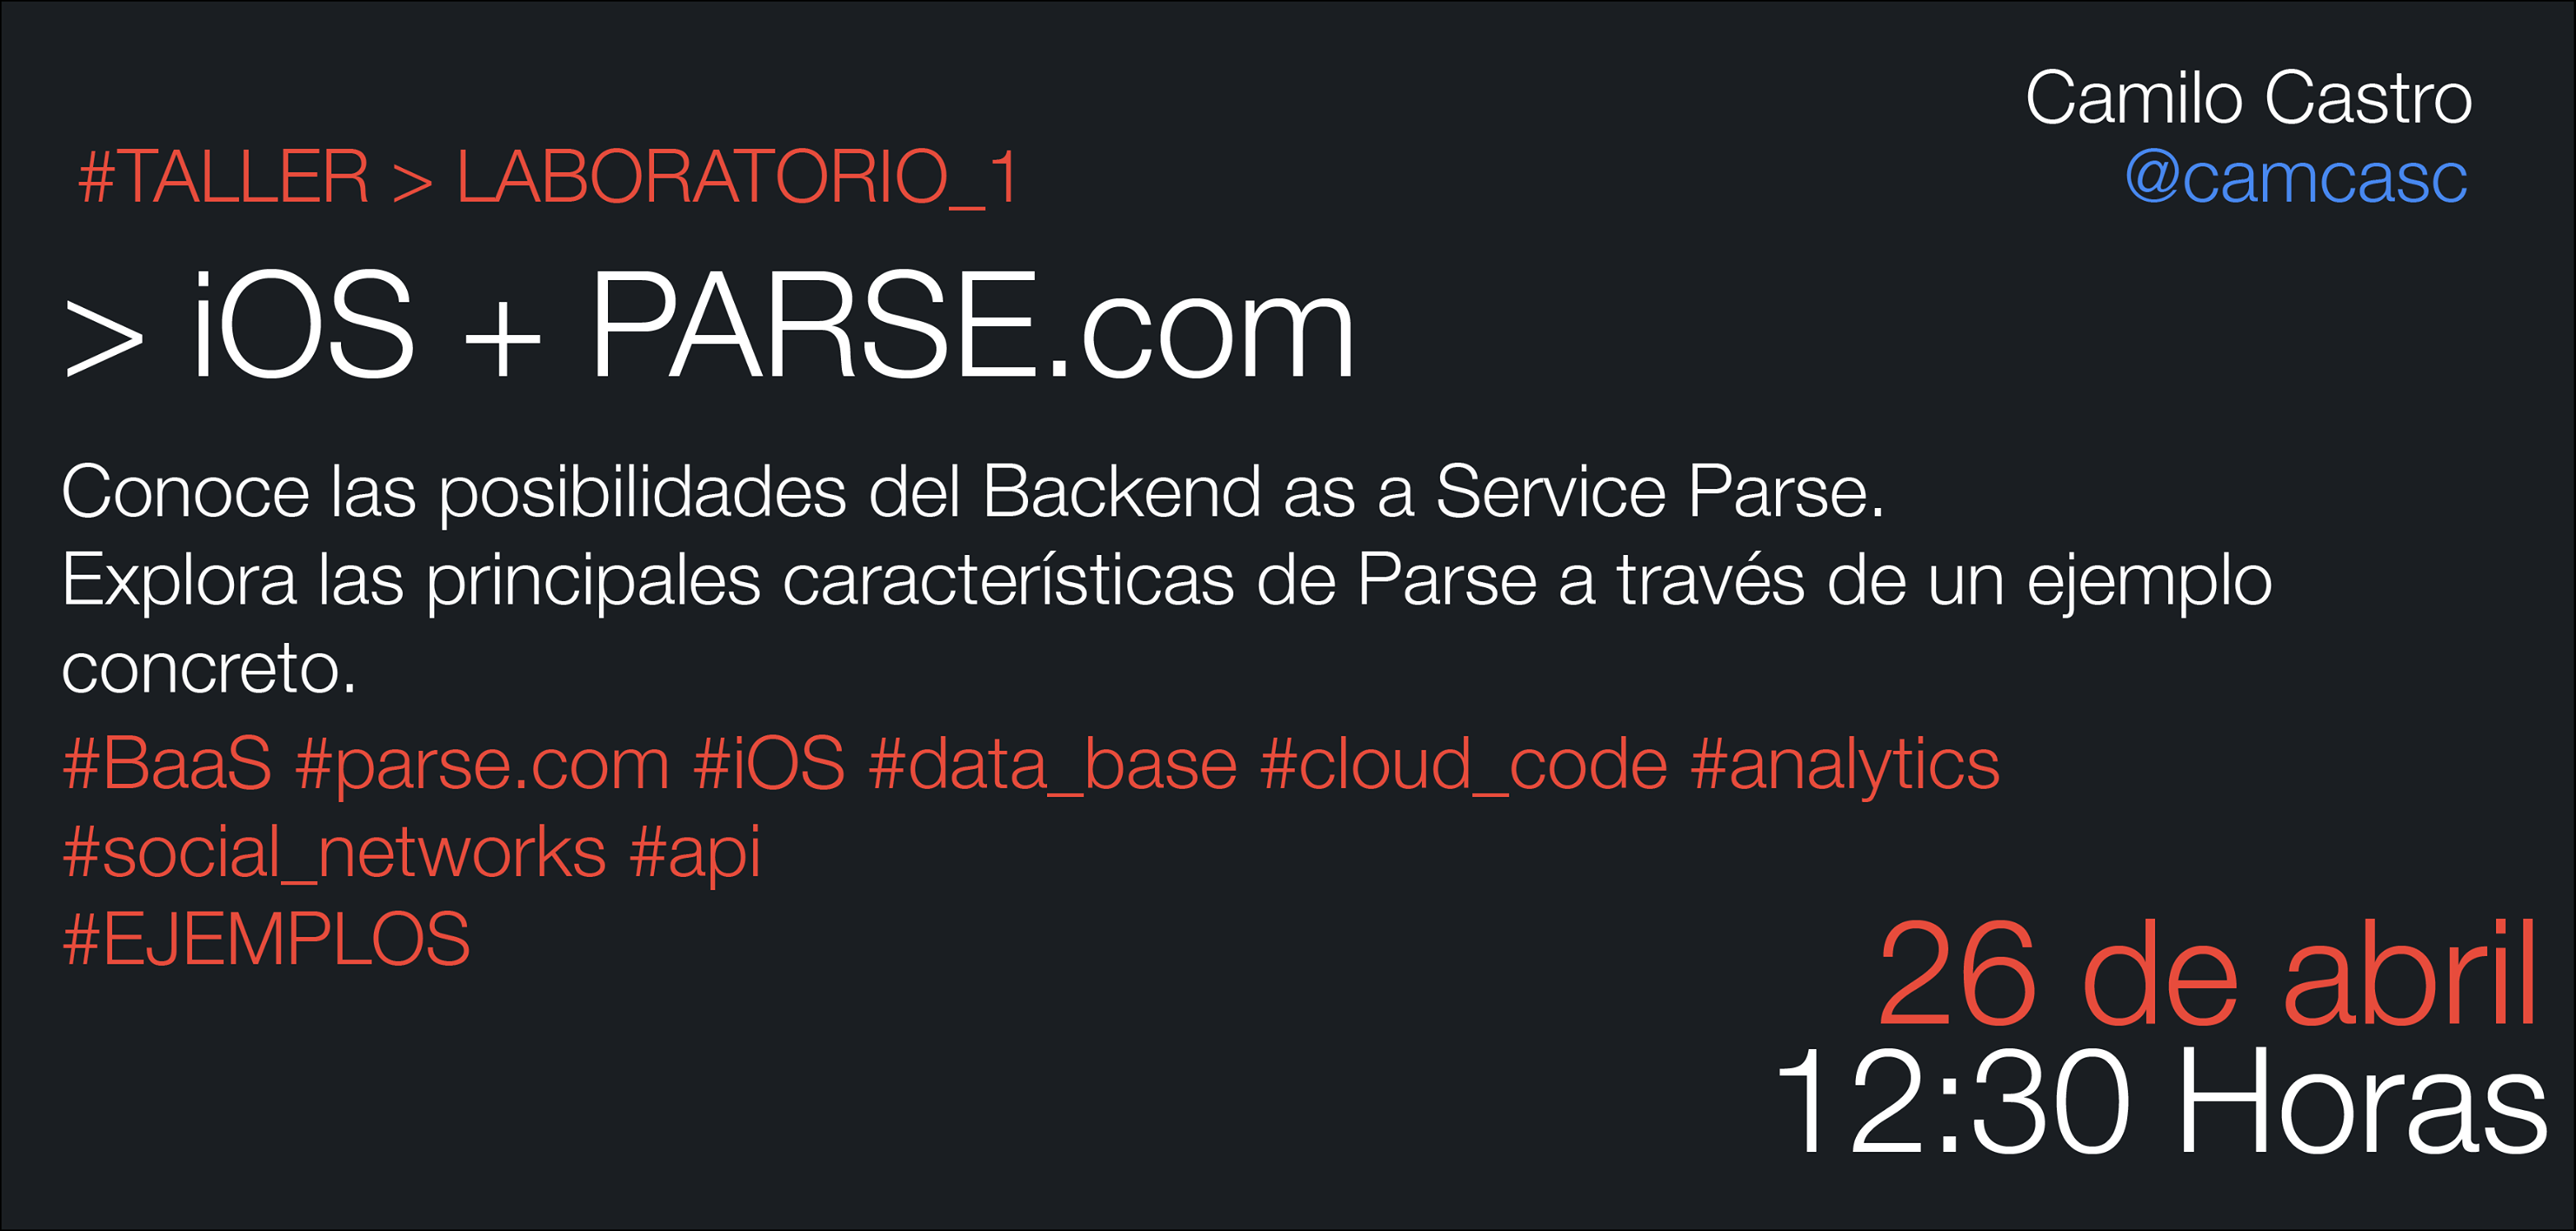 Camilo Castro
@camcasc
#TALLER > LABORATORIO_1
> iOS + PARSE.com
Conoce las posibilidades del Backend as a Service Parse.
Explora las principales características de Parse a través de un ejemplo
concreto.
#BaaS #parse.com #iOS #data_base #cloud_code #analytics
#social_networks #api
#EJEMPLOS
26 de abril
12:30 Horas